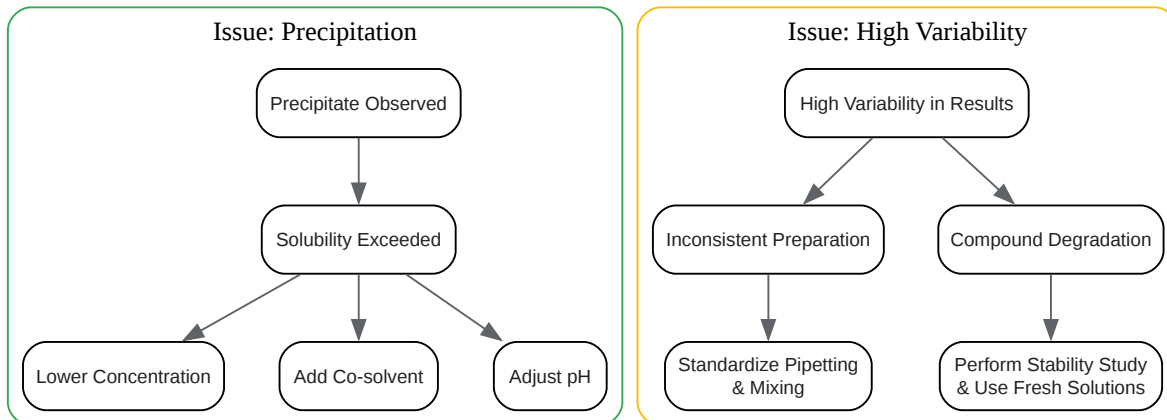 Issue: Precipitation
Precipitate Observed
Solubility Exceeded
Lower Concentration
Add Co-solvent
Adjust pH
Issue: High Variability
High Variability in Results
Inconsistent Preparation
Compound Degradation
Standardize Pipetting
& Mixing
Perform Stability Study
& Use Fresh Solutions